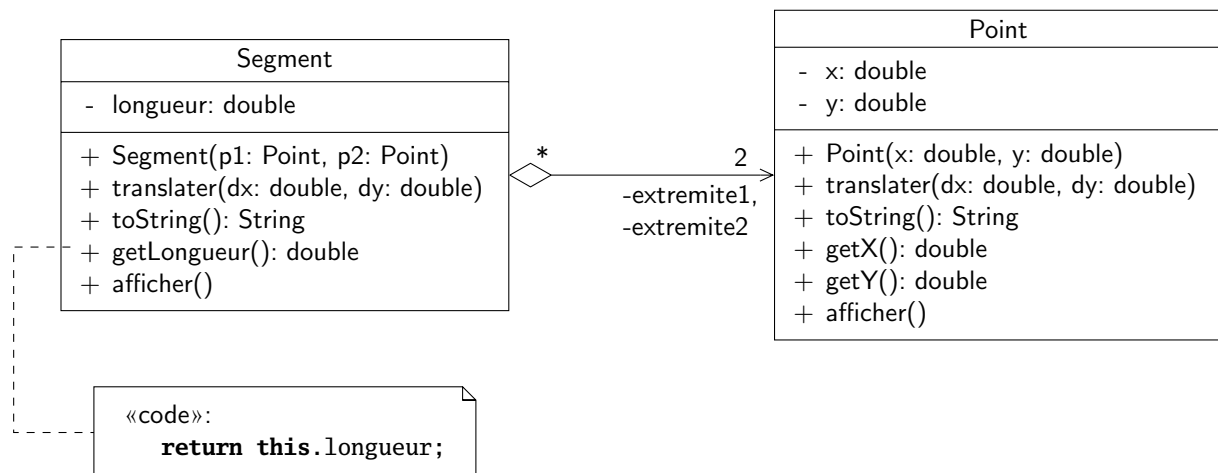 Segment
- longueur: double
+ Segment(p1: Point, p2: Point)
+ translater(dx: double, dy: double)
+ toString(): String
+ getLongueur(): double
+ afficher()
*
2
-extremite1,
-extremite2
Point
- x: double
- y: double
+ Point(x: double, y: double)
+ translater(dx: double, dy: double)
+ toString(): String
+ getX(): double
+ getY(): double
+ afficher()
«code»:
return this.longueur;